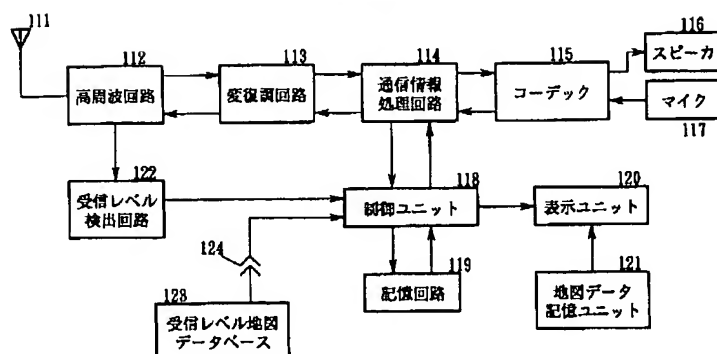 111
112
高周波回路
113
変復調回路
114
通信情報
処理回路
115
コーデック
116
スピーカ
マイク
117
122
受信レベル
検出回路
118
制御ユニット
120
表示ユニット
124
119
記憶回路
121
地図データ
記憶ユニット
123
受信レベル地図
データベース